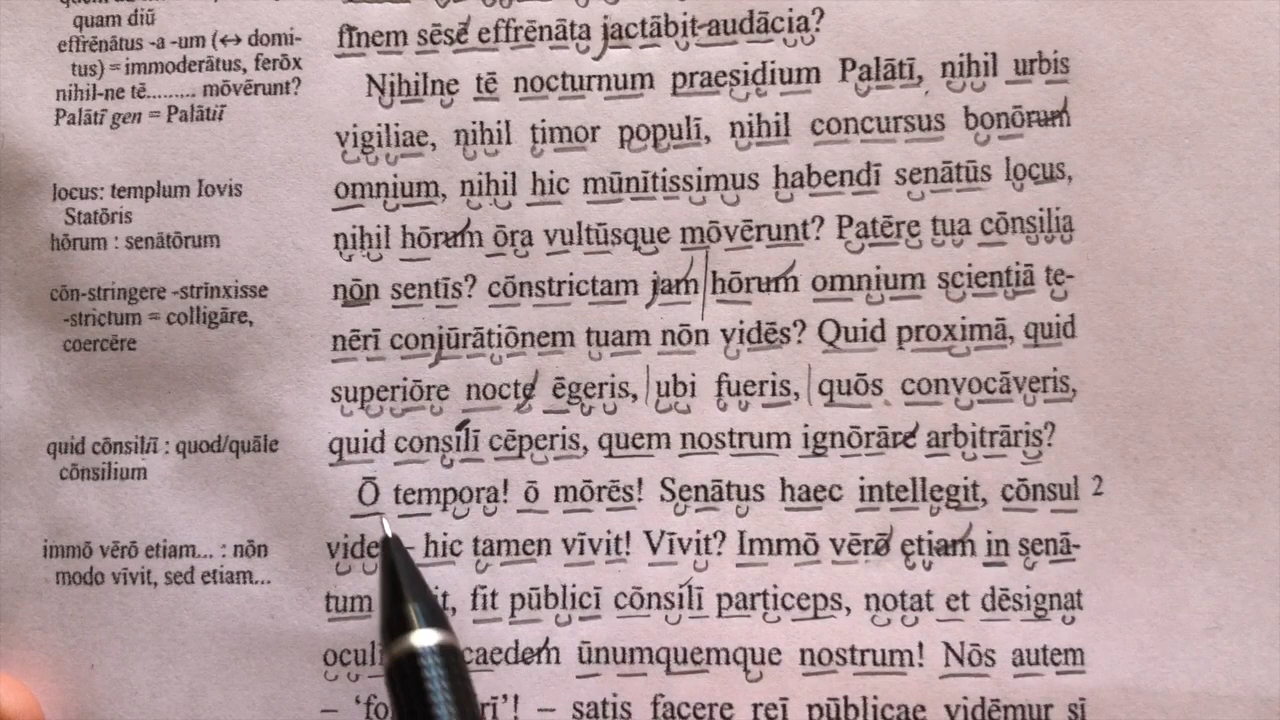 quam diū
effrēnātus -a -um (↔ domi-
tus) = immoderātus, ferōx
nihil-ne tē......... mōvērunt?
Palātī gen = Palātiī
locus: templum Iovis
Statōris
hōrum : senātōrum
cōn-stringere -strīnxisse
-strictum = colligāre,
coercēre
quid cōnsiliī : quod/quāle
cōnsilium
immō vērō etiam... : nōn
modo vīvit, sed etiam...
fīnem sēsē effrēnāta jactābit audācia?
Nihilne tē nocturnum praesidium Palātī, nihil urbis
vigiliae, nihil timor populī, nihil concursus bonōrum
omnium, nihil hic mūnītissimus habendī senātūs locus,
nihil hōrum ōra vultūsque mōvērunt? Patēre tua cōnsilia
nōn sentīs? cōnstrictam jam hōrum omnium scientiā te-
nērī conjūrātiōnem tuam nōn vidēs? Quid proximā, quid
superiōre nocte ēgeris, ubi fueris, quōs convocāveris,
quid consilī cēperis, quem nostrum ignōrāre arbitrāris?
Ō tempora! ō mōrēs! Senātus haec intellegit, cōnsul 2
– hic tamen vīvit! Vīvit? Immō vērō etiam in senā-
tum fit pūblicī cōnsílī particeps, notat et dēsignat
caedem ūnumquemque nostrum! Nōs autem
– satis facere reī pūblicae vidēmur sī